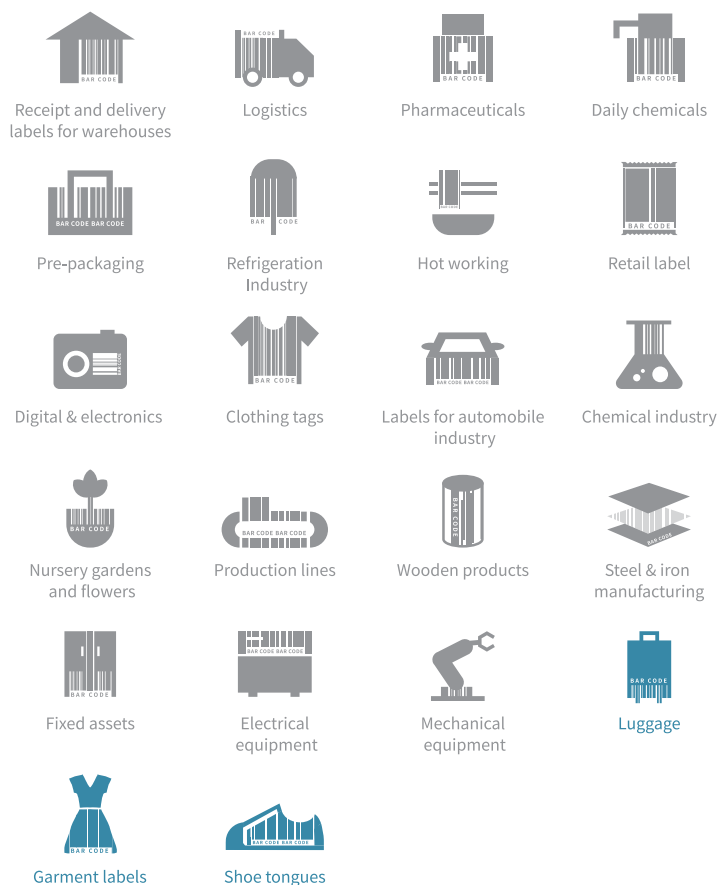 BAR CODE
BAR CODE
BAR CODE
BAR CODE
Receipt and delivery
labels for warehouses
Logistics
Pharmaceuticals
Daily chemicals
BAR CODE BAR CODE
BAR CODE
BAR CODE
Pre-packaging
Refrigeration
Industry
Hot working
Retail label
BAR CODE
BAR CODE BAR CODE
Digital & electronics
Clothing tags
Labels for automobile
industry
Chemical industry
BAR CODE
BAR CODE BAR CODE
BAR CODE
BAR CODE
Nursery gardens
and flowers
Production lines
Wooden products
Steel & iron
manufacturing
BAR CODE
BAR CODE BAR CODE
BAR CODE
Fixed assets
Electrical
equipment
Mechanical
equipment
Luggage
BAR CODE
BAR CODE BAR CODE
Garment labels
Shoe tongues